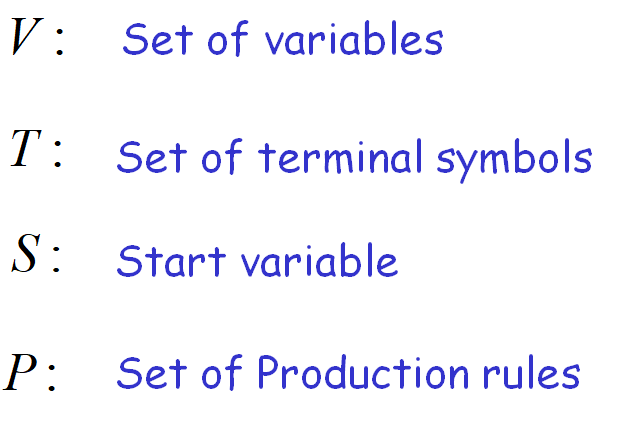 V: Set of variables
T: Set of terminal symbols
S: Start variable
P: Set of Production rules